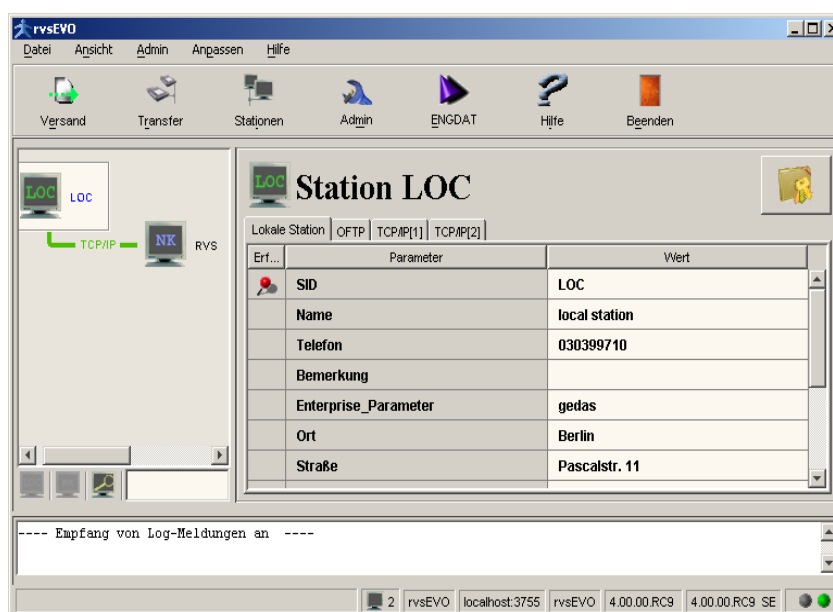 rvsEVO
Datei Ansicht Admin Anpassen Hilfe
Versand Transfer Stationen Admin ENGDAT Hilfe Beenden
LOC LOC
TCP/IP NK RVS
LOC Station LOC
Lokale Station OFTP TCP/IP[1] TCP/IP[2]
Erf... Parameter Wert
SID LOC
Name local station
Telefon 030399710
Bemerkung
Enterprise_Parameter gedas
Ort Berlin
Straße Pascalstr. 11
---- Empfang von Log-Meldungen an ----
2 rvsEVO localhost:3755 rvsEVO 4.00.00.RC9 4.00.00.RC9 SE